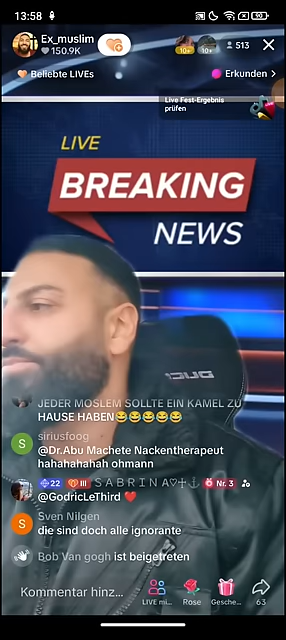 13:58
90
Ex_muslim
150.9K
10+
10+
513
Beliebte LIVEs
Erkunden >
Live Fest-Ergebnis
prüfen
LIVE
BREAKING
NEWS
JEDER MOSLEM SOLLTE EIN KAMEL ZU
HAUSE HABEN😂😂😂😂😂
S
siriusfoog
@Dr.Abu Machete Nackentherapeut
hahahahahah ohmann
22 III S A B R I N A♡☥⚓ Nr. 3
@GodricLeThird ❤️
S
Sven Nilgen
die sind doch alle ignorante
Bob Van gogh ist beigetreten
Kommentar hinz...
LIVE mi...
Rose
Gesche...
63